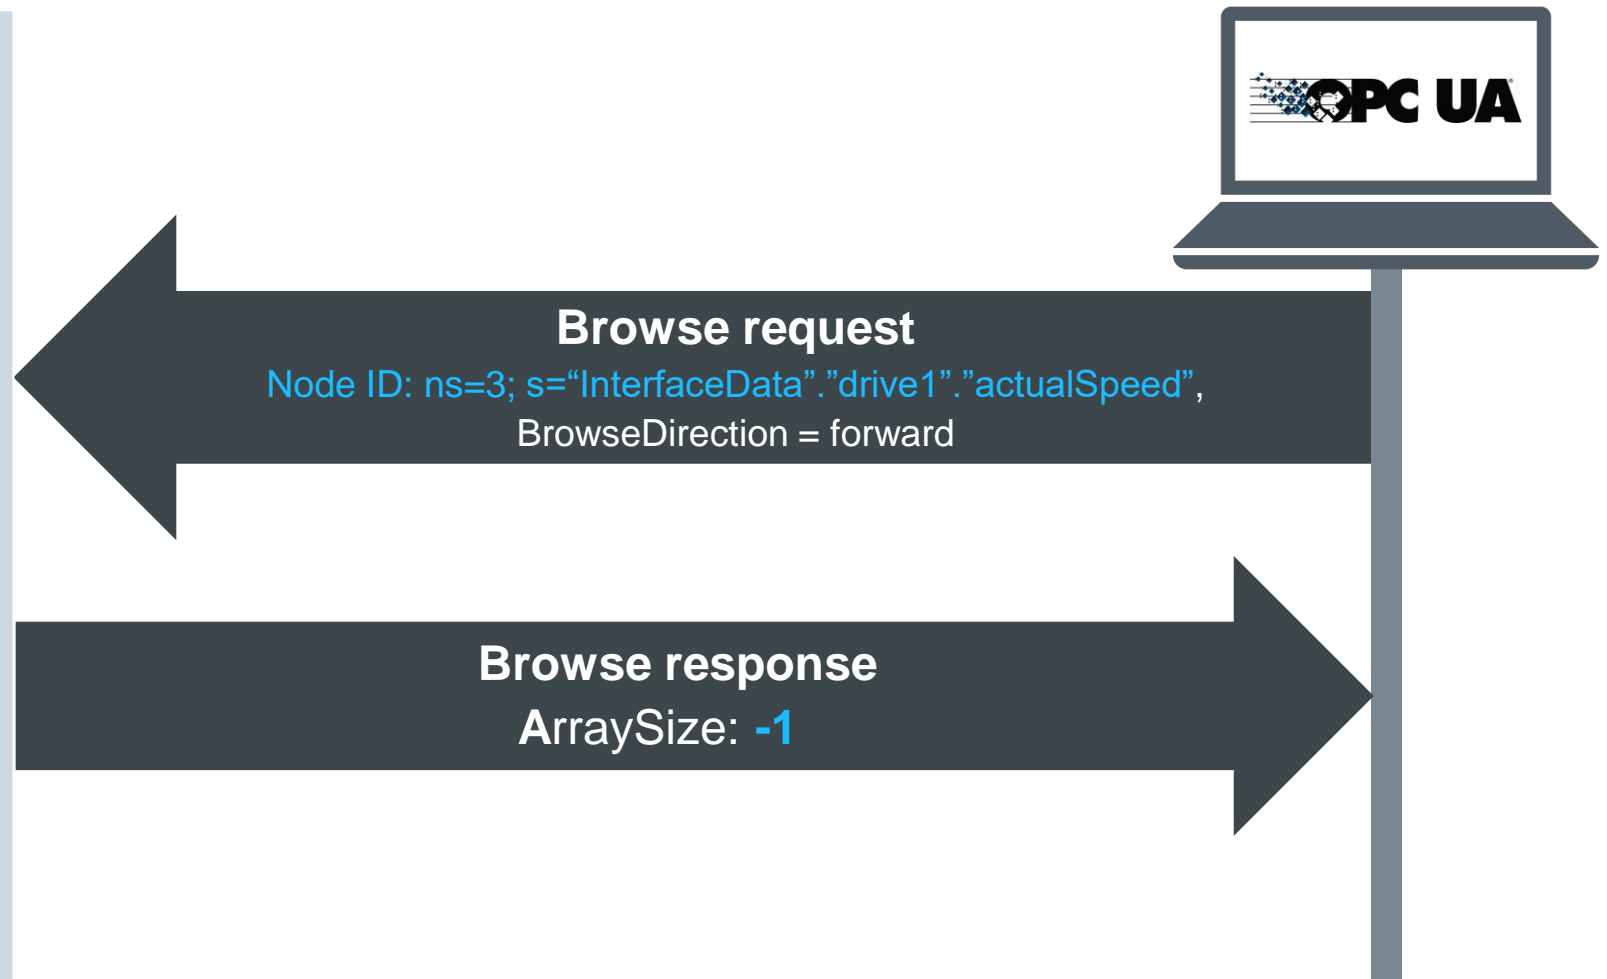 OPC UA
Browse request
Node ID: ns=3; s=“InterfaceData”.”drive1”.”actualSpeed”,
BrowseDirection = forward
Browse response
ArraySize: -1